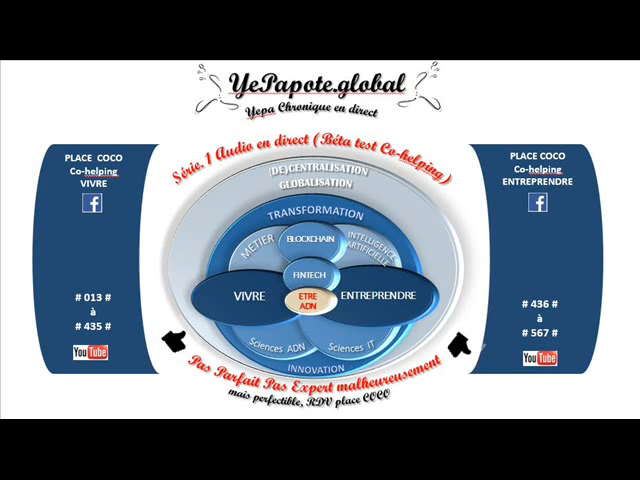 YePapote.global
Yepa Chronique en direct
Série. 1 Audio en direct (Béta test Co-helping)
PLACE COCO
Co-helping
VIVRE
# 013 #
à
# 435 #
YouTube
(DE)CENTRALISATION
GLOBALISATION
TRANSFORMATION
METIER
BLOCKCHAIN
INTELLIGENCE
ARTIFICIELLE
FINTECH
VIVRE
ETRE
ADN
ENTREPRENDRE
Sciences ADN
Sciences IT
INNOVATION
PLACE COCO
Co-helping
ENTREPRENDRE
# 436 #
à
# 567 #
YouTube
Pas Parfait Pas Expert malheureusement
mais perfectible, RDV place COCO